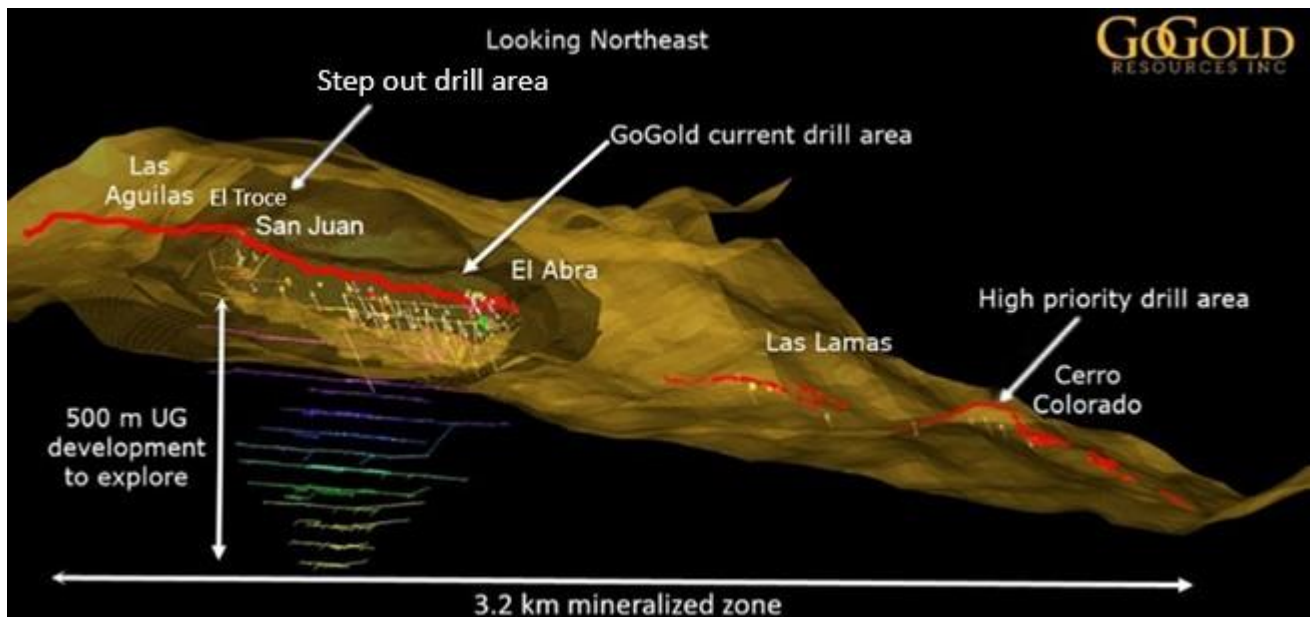 Looking Northeast
GOGOLD
RESOURCES INC
Step out drill area
GoGold current drill area
Las
Aguilas
El Troce
San Juan
El Abra
High priority drill area
Las Lamas
Cerro
Colorado
500 m UG
development
to explore
3.2 km mineralized zone